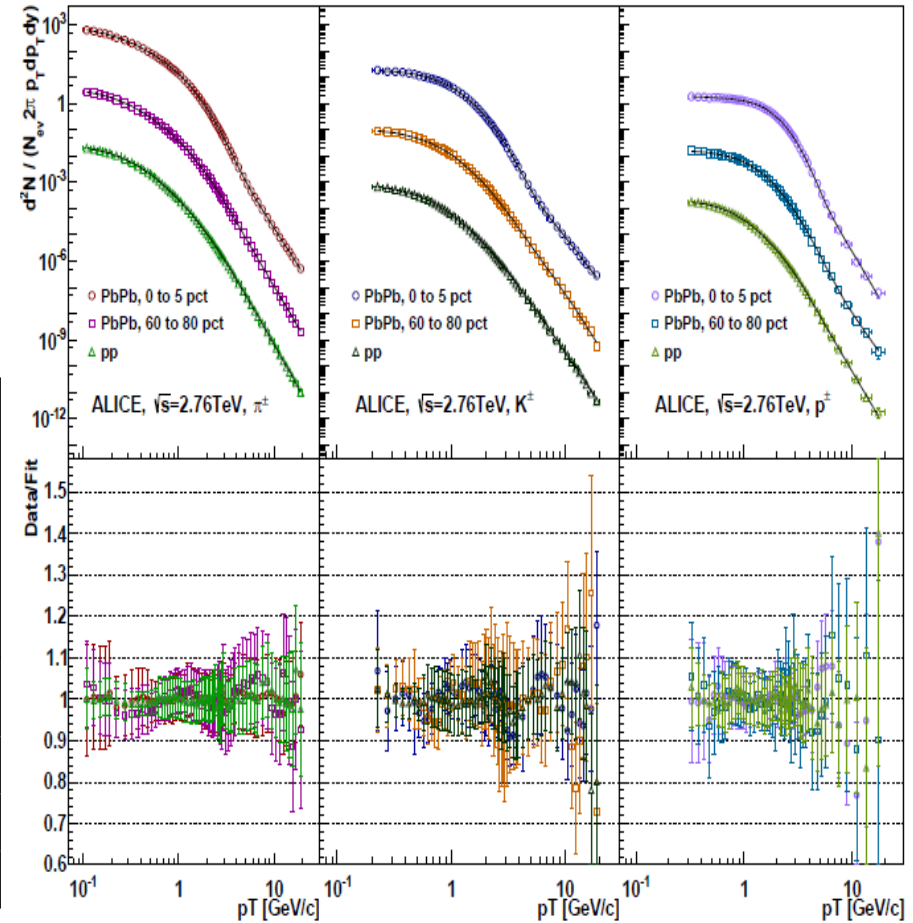 d²N / (N_ev 2π p_T dp_T dy)
10³
1
10⁻³
10⁻⁶
10⁻⁹
10⁻¹²
PbPb, 0 to 5 pct
PbPb, 60 to 80 pct
pp
ALICE, √s=2.76TeV, π±
PbPb, 0 to 5 pct
PbPb, 60 to 80 pct
pp
ALICE, √s=2.76TeV, K±
PbPb, 0 to 5 pct
PbPb, 60 to 80 pct
pp
ALICE, √s=2.76TeV, p±
Data/Fit
1.5
1.4
1.3
1.2
1.1
1
0.9
0.8
0.7
0.6
10⁻¹ 1 10
pT [GeV/c]
10⁻¹ 1 10
pT [GeV/c]
10⁻¹ 1 10
pT [GeV/c]